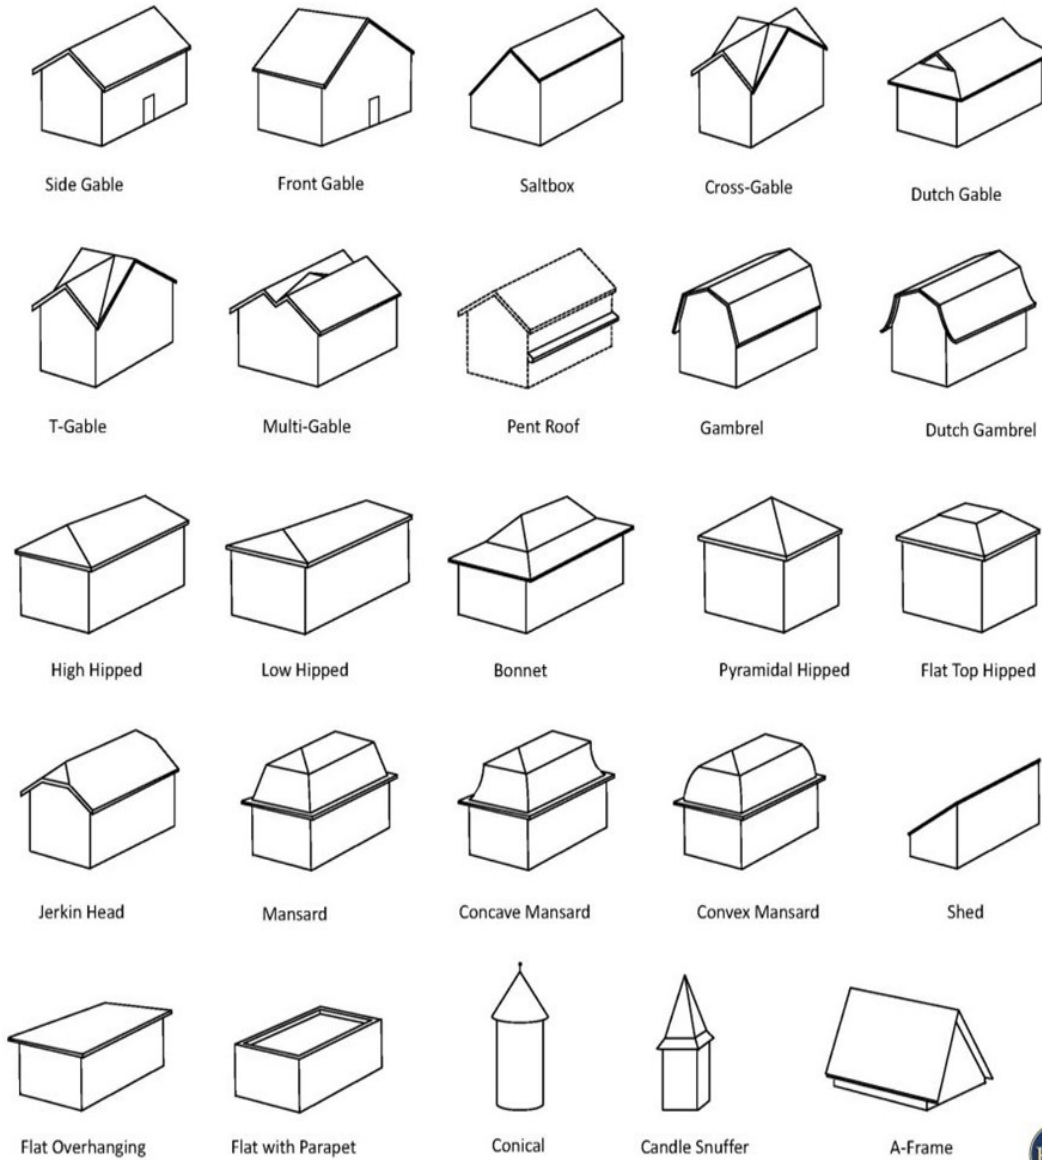 Side Gable
Front Gable
Saltbox
Cross-Gable
Dutch Gable
T-Gable
Multi-Gable
Pent Roof
Gambrel
Dutch Gambrel
High Hipped
Low Hipped
Bonnet
Pyramidal Hipped
Flat Top Hipped
Jerkin Head
Mansard
Concave Mansard
Convex Mansard
Shed
Flat Overhanging
Flat with Parapet
Conical
Candle Snuffer
A-Frame